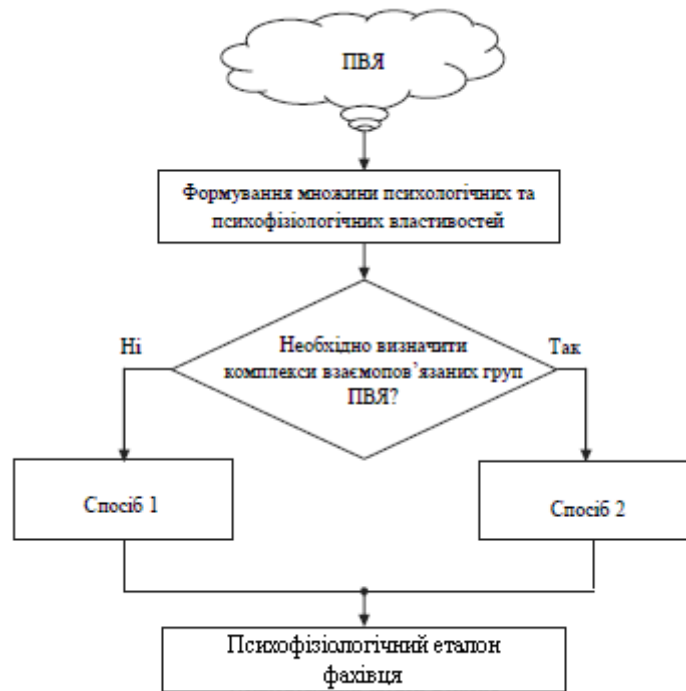 ПВЯ
Формування множини психологічних та
психофізіологічних властивостей
Ні
Необхідно визначити
Так
комплекси взаємопов’язаних груп
ПВЯ?
Спосіб 1
Спосіб 2
Психофізіологічний еталон
фахівця